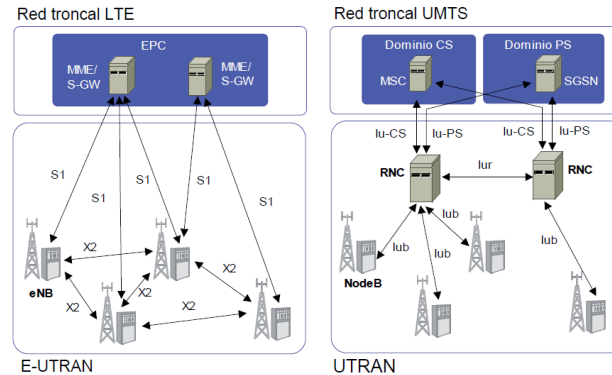 Red troncal LTE
EPC
MME/
S-GW
MME/
S-GW
S1
S1
S1
S1
S1
X2
X2
X2
X2
X2
eNB
E-UTRAN
Red troncal UMTS
Dominio CS
Dominio PS
MSC
SGSN
Iu-CS
Iu-PS
Iu-CS
Iu-PS
RNC
Iur
RNC
Iub
Iub
Iub
Iub
NodeB
UTRAN